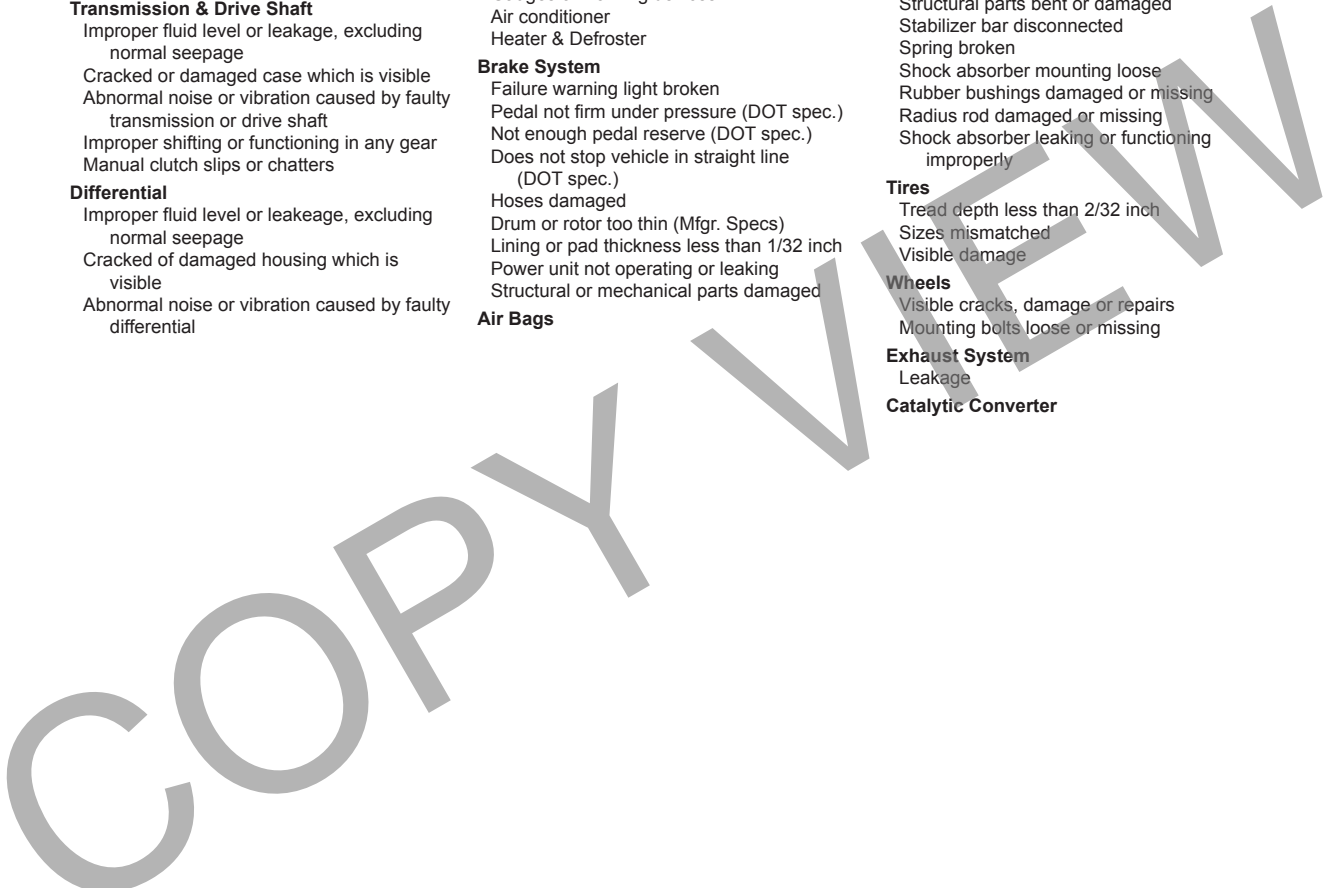 Transmission & Drive Shaft
Improper fluid level or leakage, excluding
normal seepage
Cracked or damaged case which is visible
Abnormal noise or vibration caused by faulty
transmission or drive shaft
Improper shifting or functioning in any gear
Manual clutch slips or chatters
Differential
Improper fluid level or leakeage, excluding
normal seepage
Cracked of damaged housing which is
visible
Abnormal noise or vibration caused by faulty
differential
Air conditioner
Heater & Defroster
Brake System
Failure warning light broken
Pedal not firm under pressure (DOT spec.)
Not enough pedal reserve (DOT spec.)
Does not stop vehicle in straight line
(DOT spec.)
Hoses damaged
Drum or rotor too thin (Mfgr. Specs)
Lining or pad thickness less than 1/32 inch
Power unit not operating or leaking
Structural or mechanical parts damaged
Air Bags
Structural parts bent or damaged
Stabilizer bar disconnected
Spring broken
Shock absorber mounting loose
Rubber bushings damaged or missing
Radius rod damaged or missing
Shock absorber leaking or functioning
improperly
Tires
Tread depth less than 2/32 inch
Sizes mismatched
Visible damage
Wheels
Visible cracks, damage or repairs
Mounting bolts loose or missing
Exhaust System
Leakage
Catalytic Converter
COPY VIEW